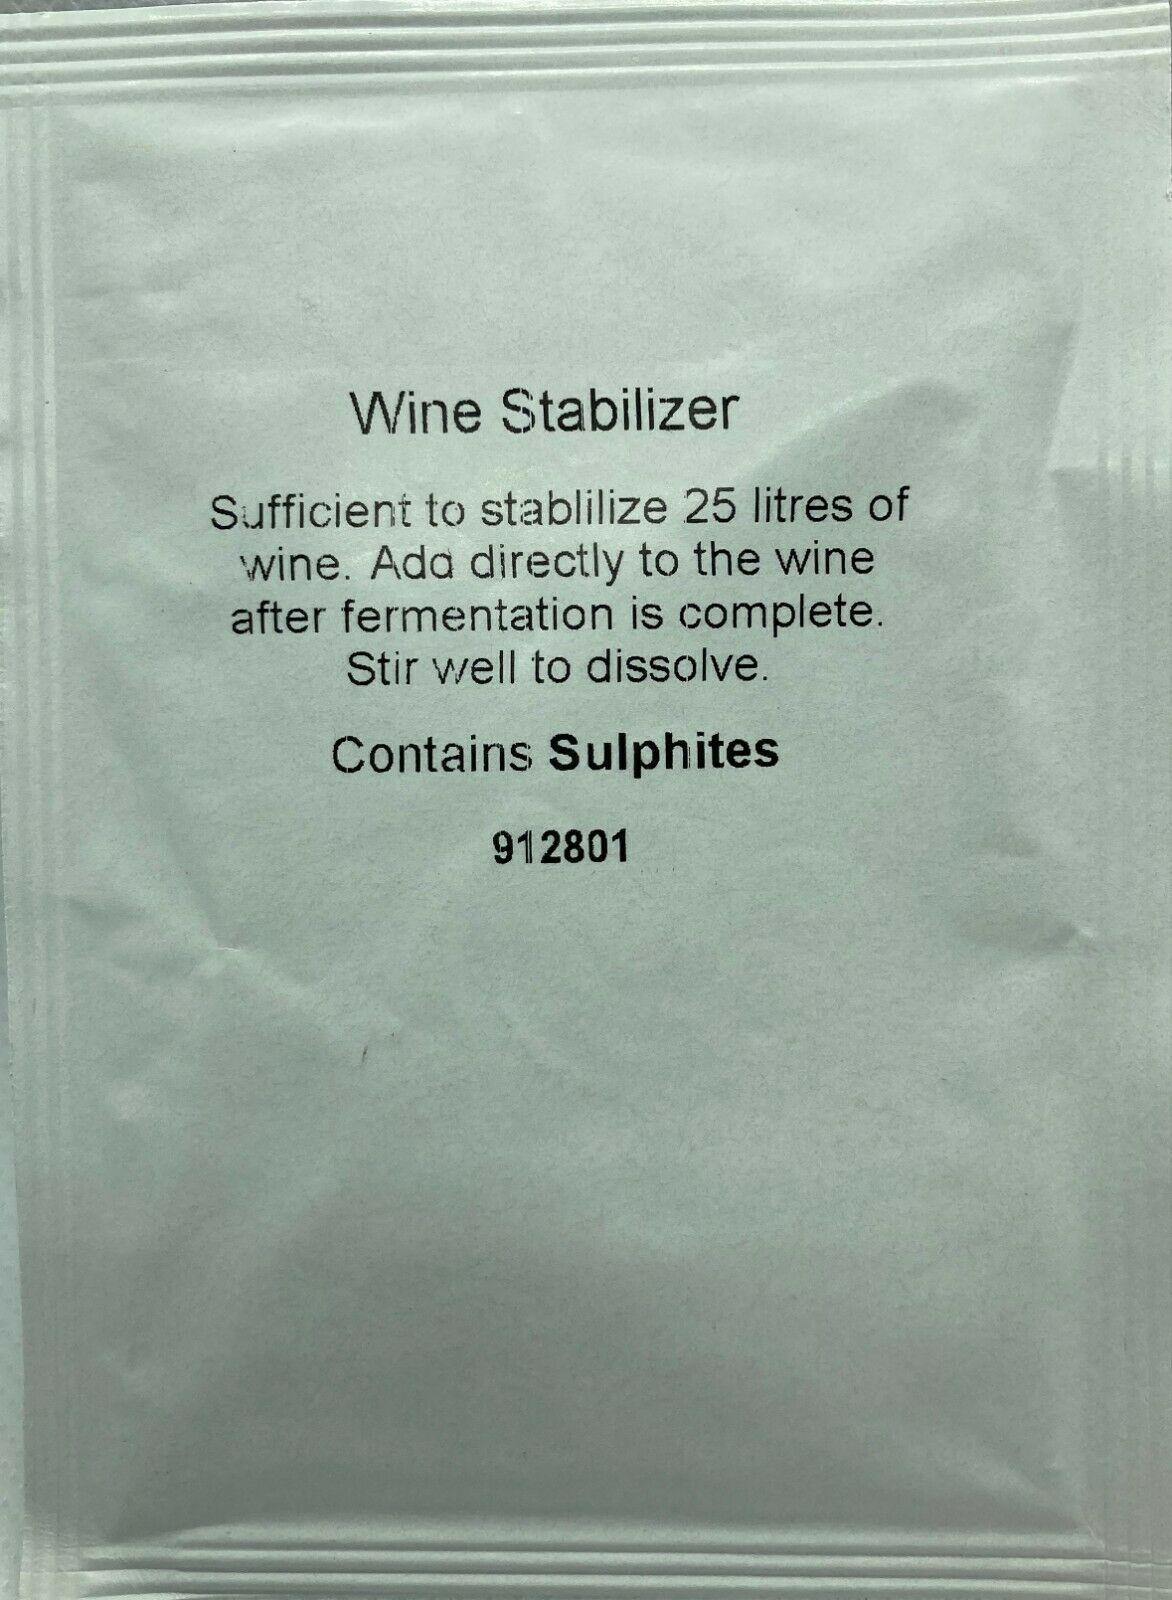 Wine Stabilizer
Sufficient to stablilize 25 litres of
wine. Add directly to the wine
after fermentation is complete.
Stir well to dissolve.
Contains Sulphites
912801